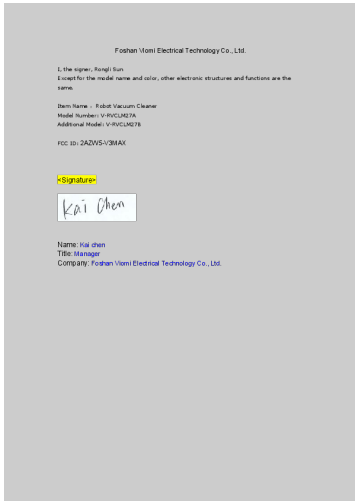 Foshan Viomi Electrical Technology Co., Ltd.
I, the signer, Rongli Sun
Except for the model name and color, other electronic structures and functions are the
same.
Item Name : Robot Vacuum Cleaner
Model Number: V-RVCLM27A
Additional Model: V-RVCLM27B
FCC ID: 2AZW5-V3MAX
<Signature>
Kai Chen
Name: Kai chen
Title: Manager
Company: Foshan Viomi Electrical Technology Co., Ltd.